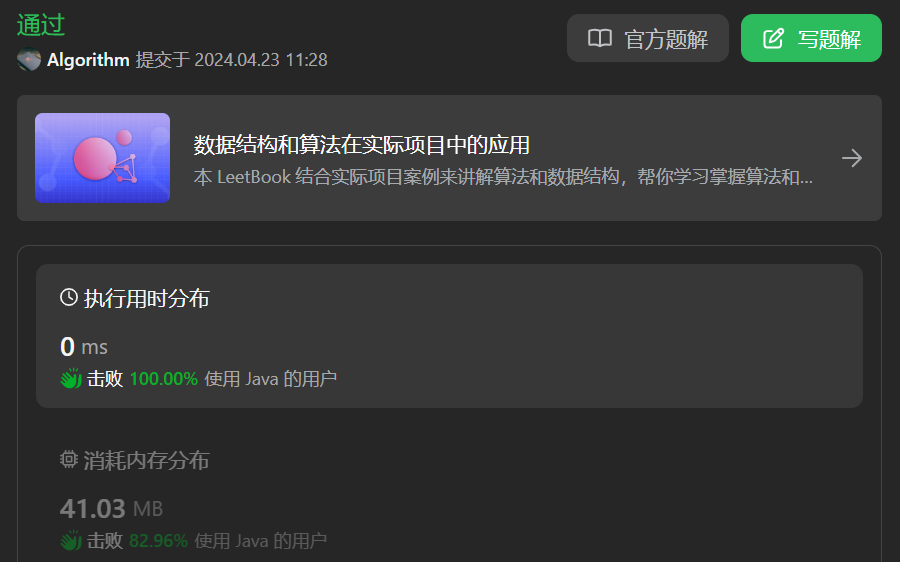 通过
Algorithm 提交于 2024.04.23 11:28
官方题解
写题解
数据结构和算法在实际项目中的应用
本 LeetBook 结合实际项目案例来讲解算法和数据结构，帮你学习掌握算法和...
执行用时分布
0 ms
击败 100.00% 使用 Java 的用户
消耗内存分布
41.03 MB
击败 82.96% 使用 Java 的用户